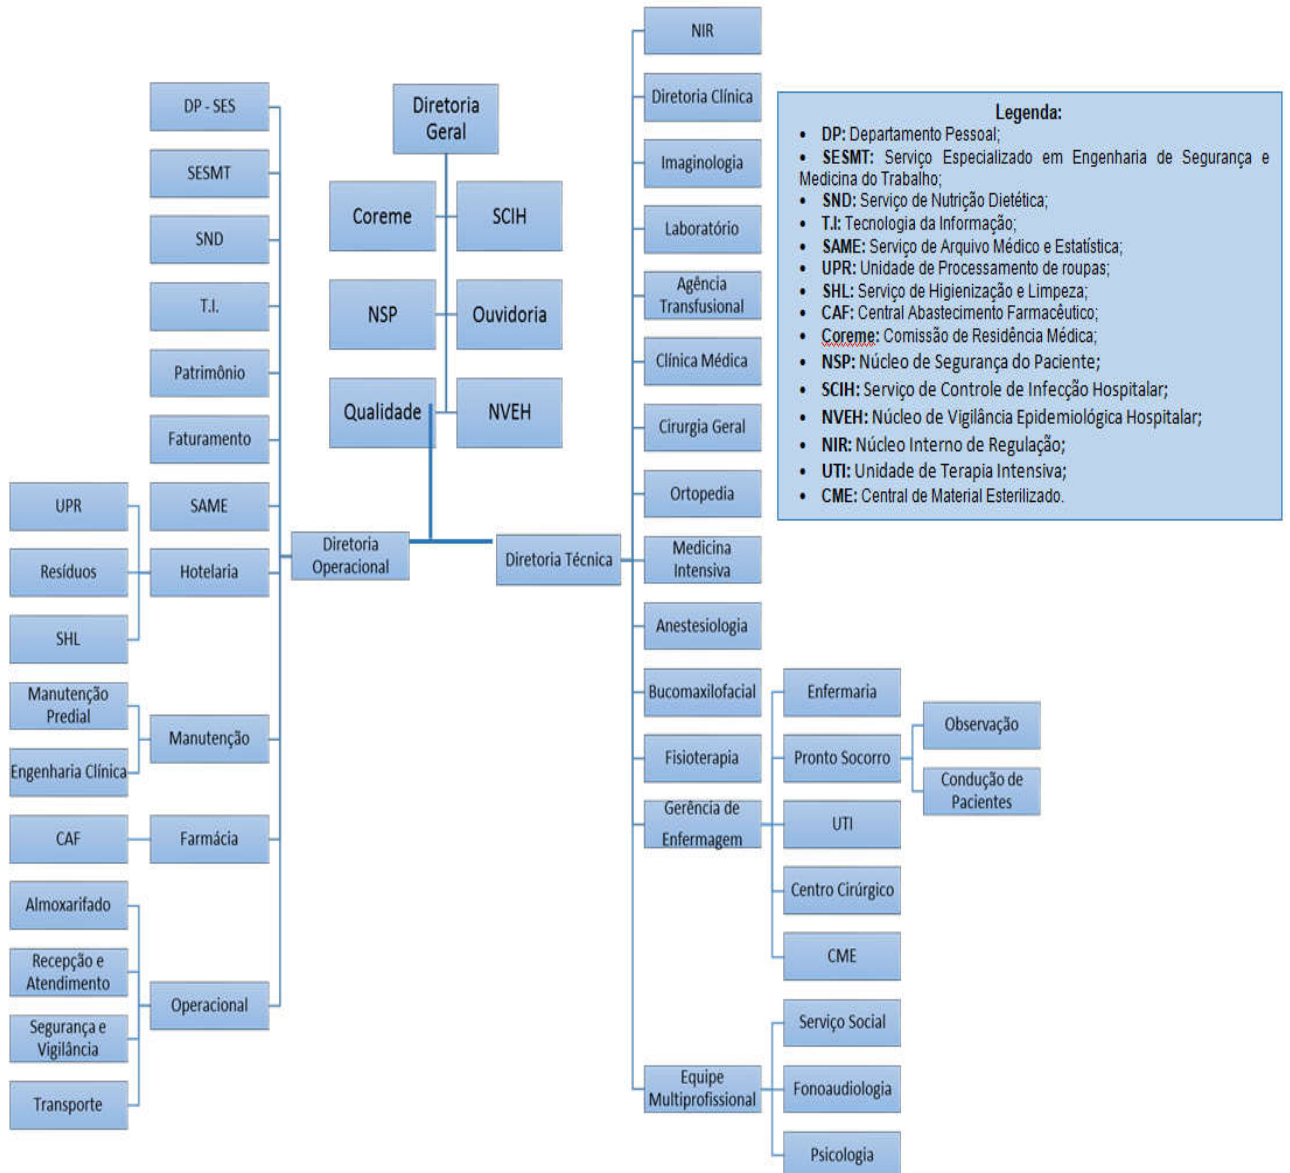 Diretoria
Geral
Coreme
SCIH
NSP
Ouvidoria
Qualidade
NVEH
Diretoria
Operacional
Diretoria Técnica
DP - SES
SESMT
SND
T.I.
Patrimônio
Faturamento
SAME
Hotelaria
UPR
Resíduos
SHL
Manutenção
Manutenção
Predial
Engenharia Clínica
Farmácia
CAF
Operacional
Almoxarifado
Recepção e
Atendimento
Segurança e
Vigilância
Transporte
NIR
Diretoria Clínica
Imaginologia
Laboratório
Agência
Transfusional
Clínica Médica
Cirurgia Geral
Ortopedia
Medicina
Intensiva
Anestesiologia
Bucomaxilofacial
Fisioterapia
Gerência de
Enfermagem
Enfermaria
Pronto Socorro
Observação
Condução de
Pacientes
UTI
Centro Cirúrgico
CME
Equipe
Multiprofissional
Serviço Social
Fonoaudiologia
Psicologia
Legenda:
• DP: Departamento Pessoal;
• SESMT: Serviço Especializado em Engenharia de Segurança e
Medicina do Trabalho;
• SND: Serviço de Nutrição Dietética;
• T.I: Tecnologia da Informação;
• SAME: Serviço de Arquivo Médico e Estatística;
• UPR: Unidade de Processamento de roupas;
• SHL: Serviço de Higienização e Limpeza;
• CAF: Central Abastecimento Farmacêutico;
• Coreme: Comissão de Residência Médica;
• NSP: Núcleo de Segurança do Paciente;
• SCIH: Serviço de Controle de Infecção Hospitalar;
• NVEH: Núcleo de Vigilância Epidemiológica Hospitalar;
• NIR: Núcleo Interno de Regulação;
• UTI: Unidade de Terapia Intensiva;
• CME: Central de Material Esterilizado.